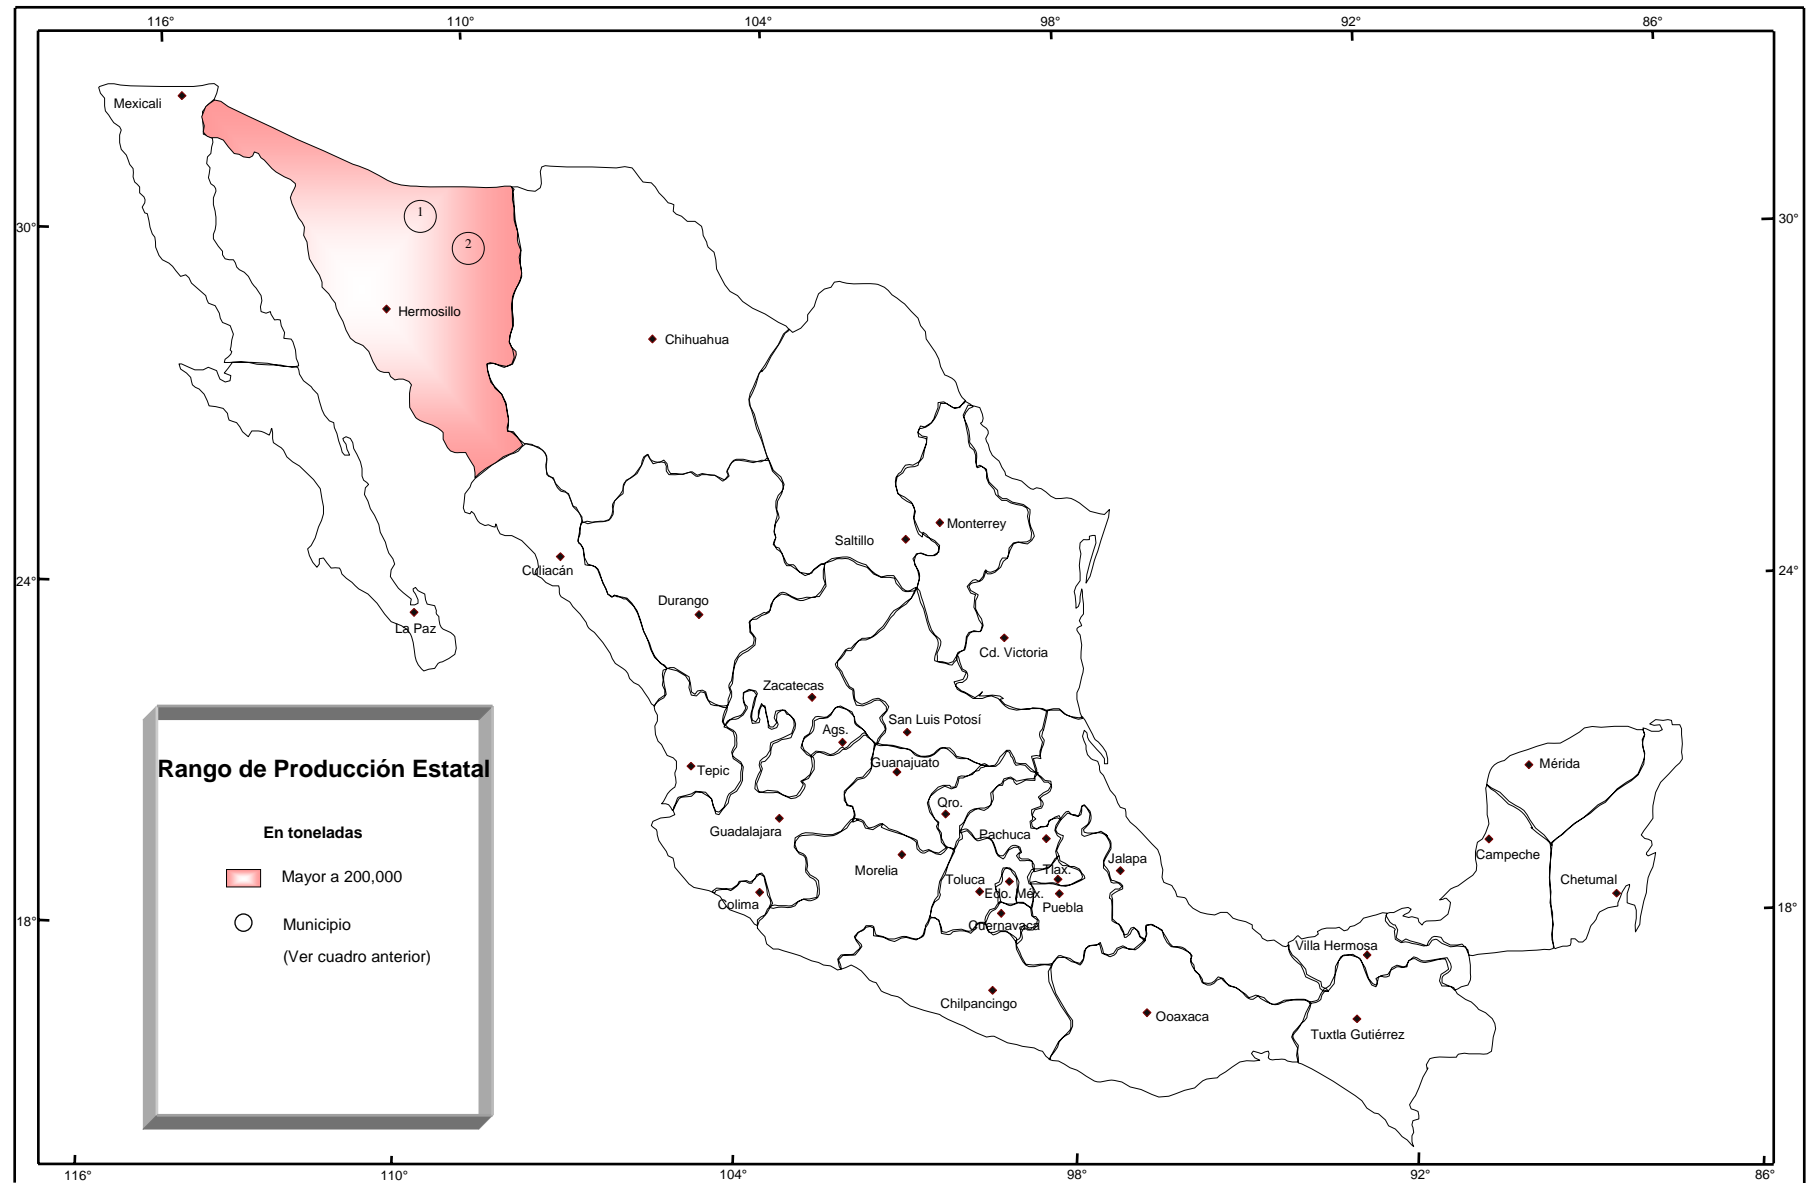 116° 110° 104° 98° 92° 86°
Mexicali
1
30° 30°
2
Hermosillo
Chihuahua
Monterrey
Saltillo
Culiacán
24° 24°
Durango
La Paz
Cd. Victoria
Zacatecas
San Luis Potosí
Ags.
Guanajuato
Mérida
Tepic
Qro.
Guadalajara
Pachuca
Campeche
Jalapa
Morelia
Tlax.
Toluca
Chetumal
Edo. Méx.
Colima
Puebla
18° 18°
Cuernavaca
Villa Hermosa
Chilpancingo
Ooaxaca
Tuxtla Gutiérrez
Rango de Producción Estatal
En toneladas
Mayor a 200,000
Municipio
(Ver cuadro anterior)
116° 110° 104° 98° 92° 86°